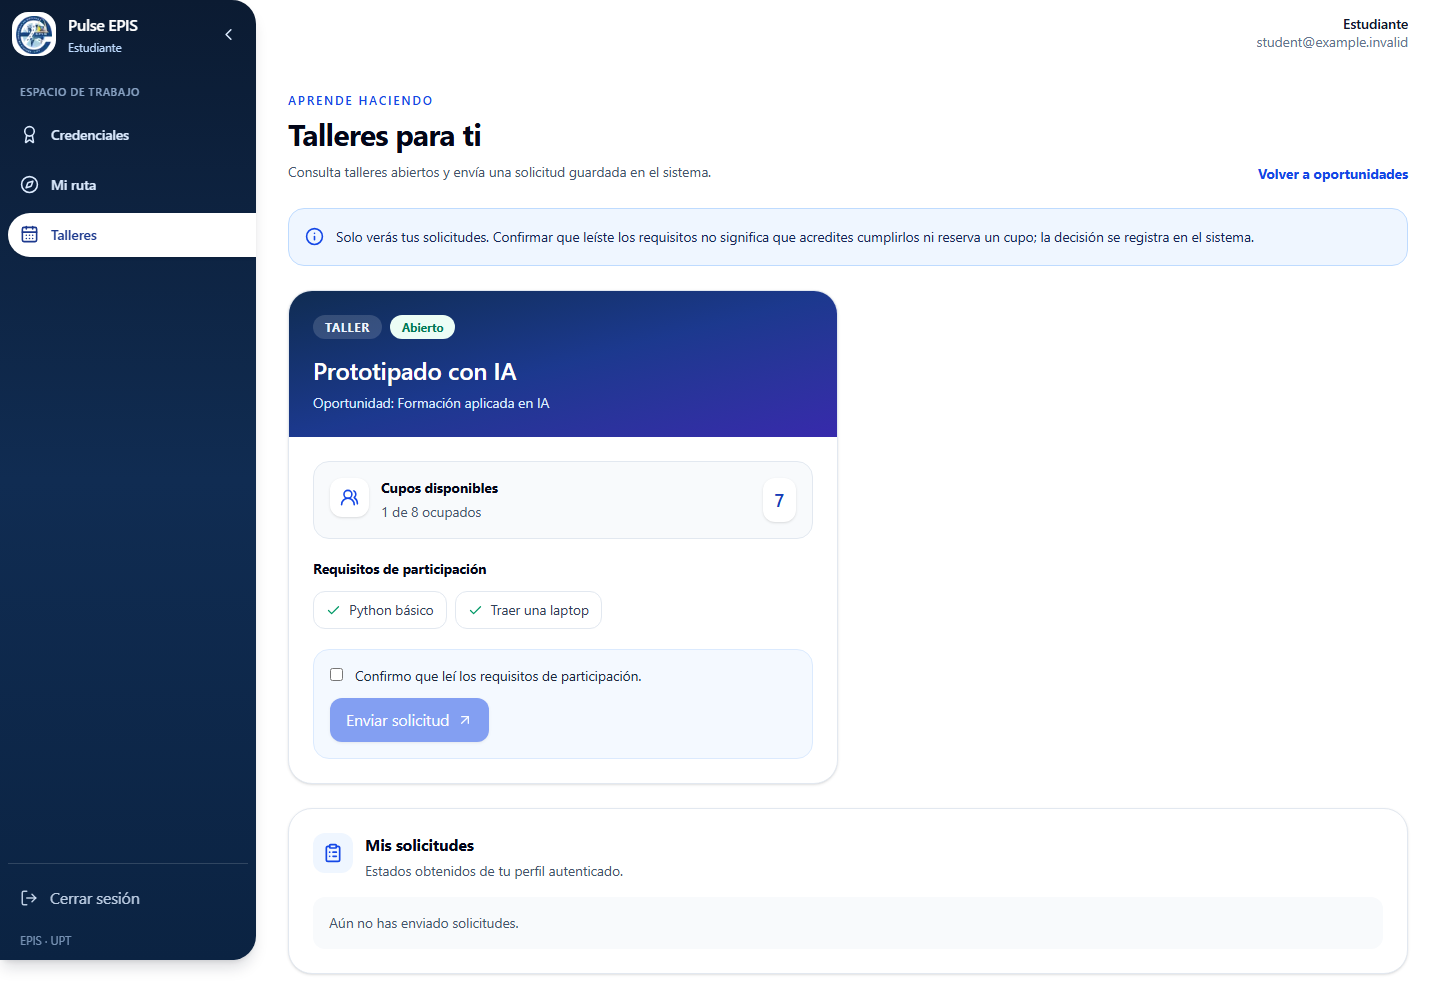 Pulse EPIS
Estudiante
ESPACIO DE TRABAJO
Credenciales
Mi ruta
Talleres
Cerrar sesión
EPIS · UPT
Estudiante
student@example.invalid
APRENDE HACIENDO
Talleres para ti
Consulta talleres abiertos y envía una solicitud guardada en el sistema.
Volver a oportunidades
Solo verás tus solicitudes. Confirmar que leíste los requisitos no significa que acredites cumplirlos ni reserva un cupo; la decisión se registra en el sistema.
TALLER
Abierto
Prototipado con IA
Oportunidad: Formación aplicada en IA
Cupos disponibles
1 de 8 ocupados
7
Requisitos de participación
Python básico
Traer una laptop
Confirmo que leí los requisitos de participación.
Enviar solicitud
Mis solicitudes
Estados obtenidos de tu perfil autenticado.
Aún no has enviado solicitudes.